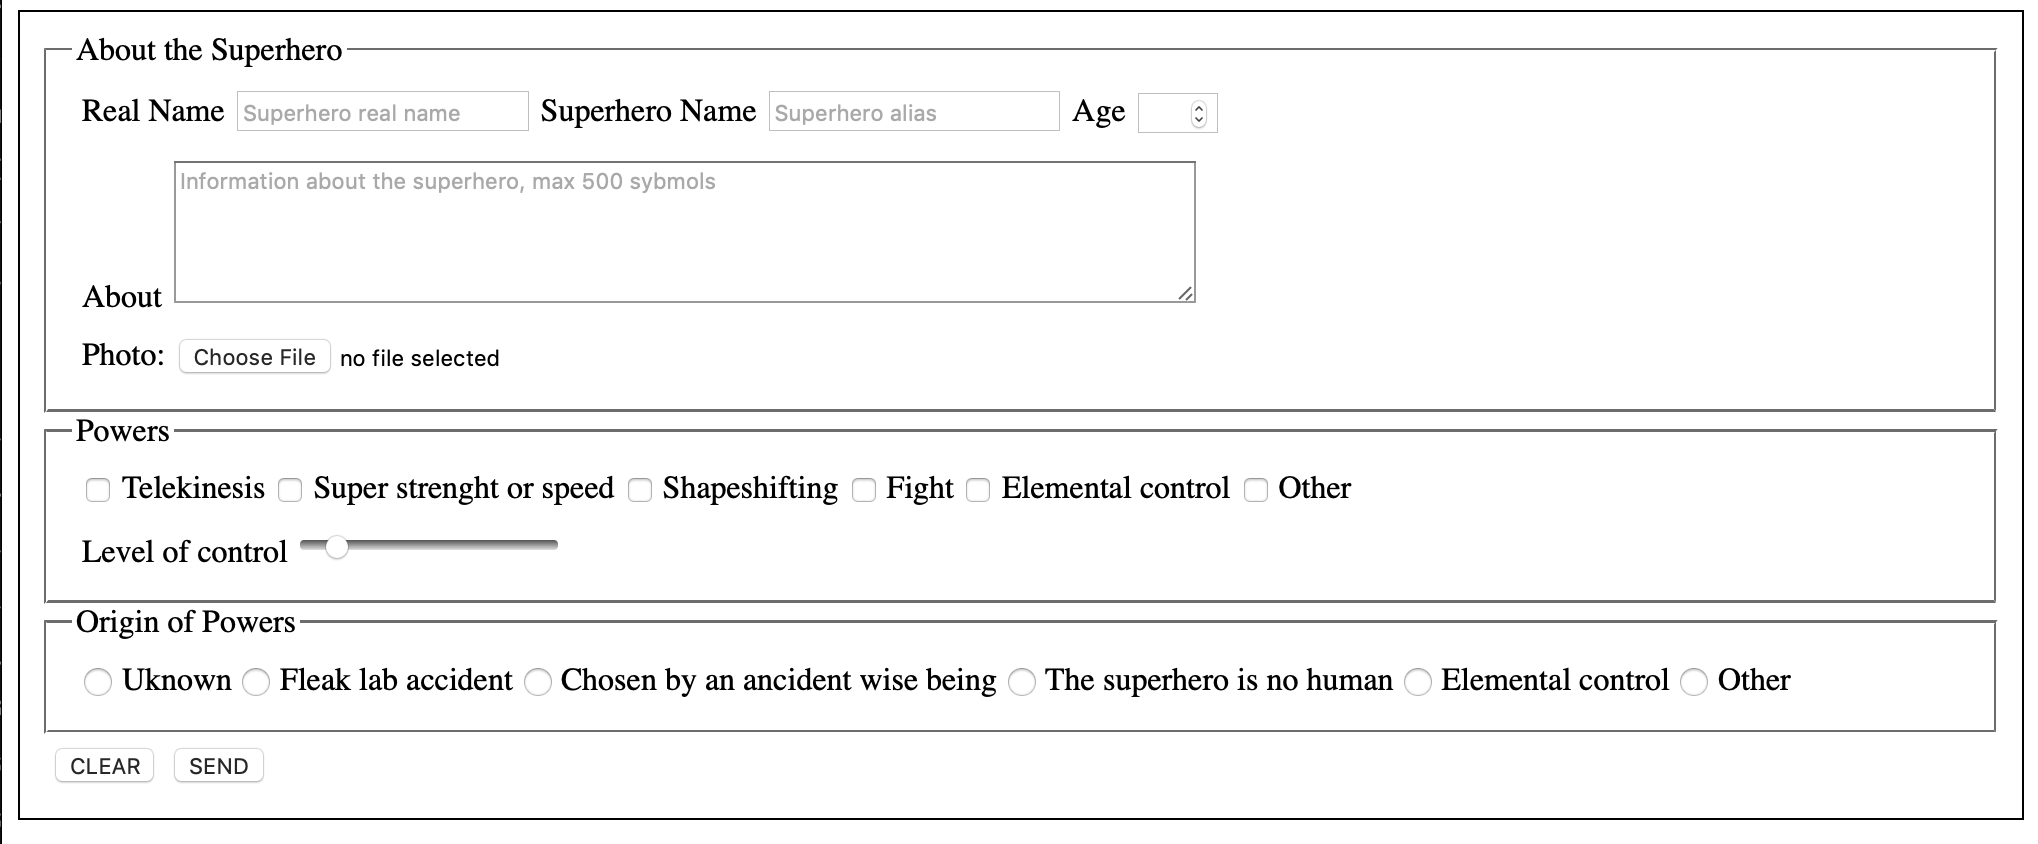 About the Superhero
Real Name Superhero real name Superhero Name Superhero alias Age
Information about the superhero, max 500 sybmols
About
Photo: Choose File no file selected
Powers
Telekinesis Super strenght or speed Shapeshifting Fight Elemental control Other
Level of control
Origin of Powers
Uknown Fleak lab accident Chosen by an ancident wise being The superhero is no human Elemental control Other
CLEAR SEND